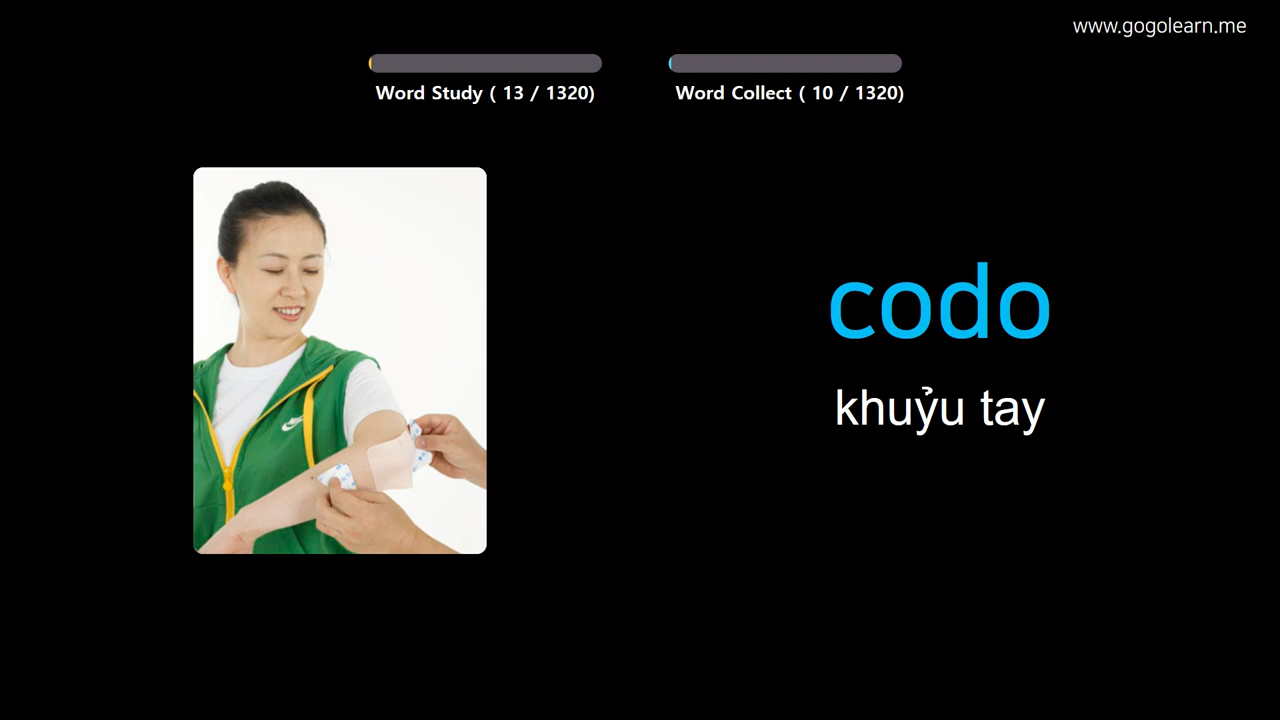 www.gogolearn.me
Word Study ( 13 / 1320)
Word Collect ( 10 / 1320)
codo
khuỷu tay